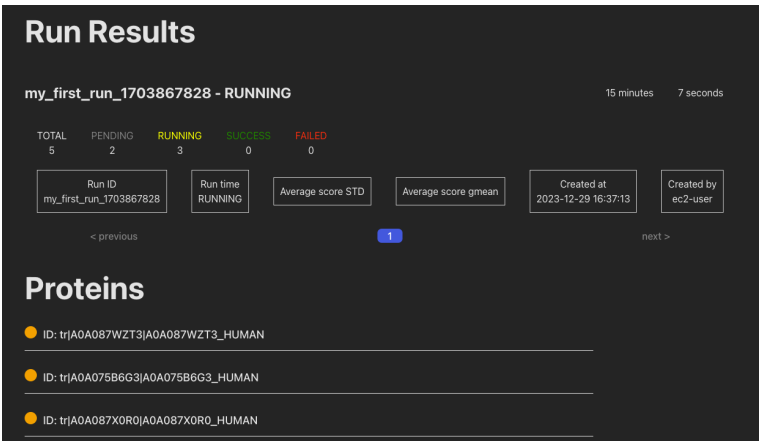 Run Results
my_first_run_1703867828 - RUNNING 15 minutes 7 seconds
TOTAL PENDING RUNNING SUCCESS FAILED
5 2 3 0 0
Run ID Run time Average score STD Average score gmean Created at Created by
my_first_run_1703867828 RUNNING 2023-12-29 16:37:13 ec2-user
< previous 1 next >
Proteins
ID: tr|A0A087WZT3|A0A087WZT3_HUMAN
ID: tr|A0A075B6G3|A0A075B6G3_HUMAN
ID: tr|A0A087X0R0|A0A087X0R0_HUMAN